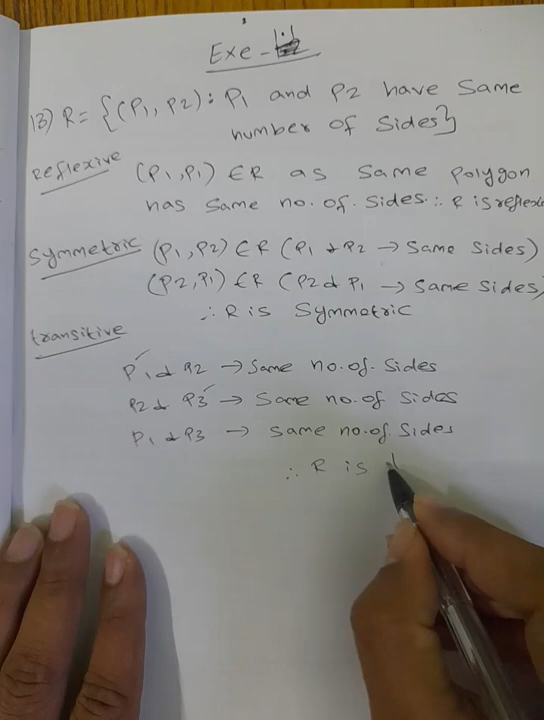 Exe - 1.1
13) R = {(P1, P2) : P1 and P2 have same
number of sides}
Reflexive (P1, P1) ∈ R as same polygon
has same no. of. sides ∴ R is reflexive
Symmetric (P1, P2) ∈ R (P1 & P2 → same sides)
(P2, P1) ∈ R (P2 & P1 → same sides)
∴ R is Symmetric
transitive
P1 & P2 → same no. of. sides
P2 & P3 → same no. of sides
P1 & P3 → same no. of. sides
∴ R is t